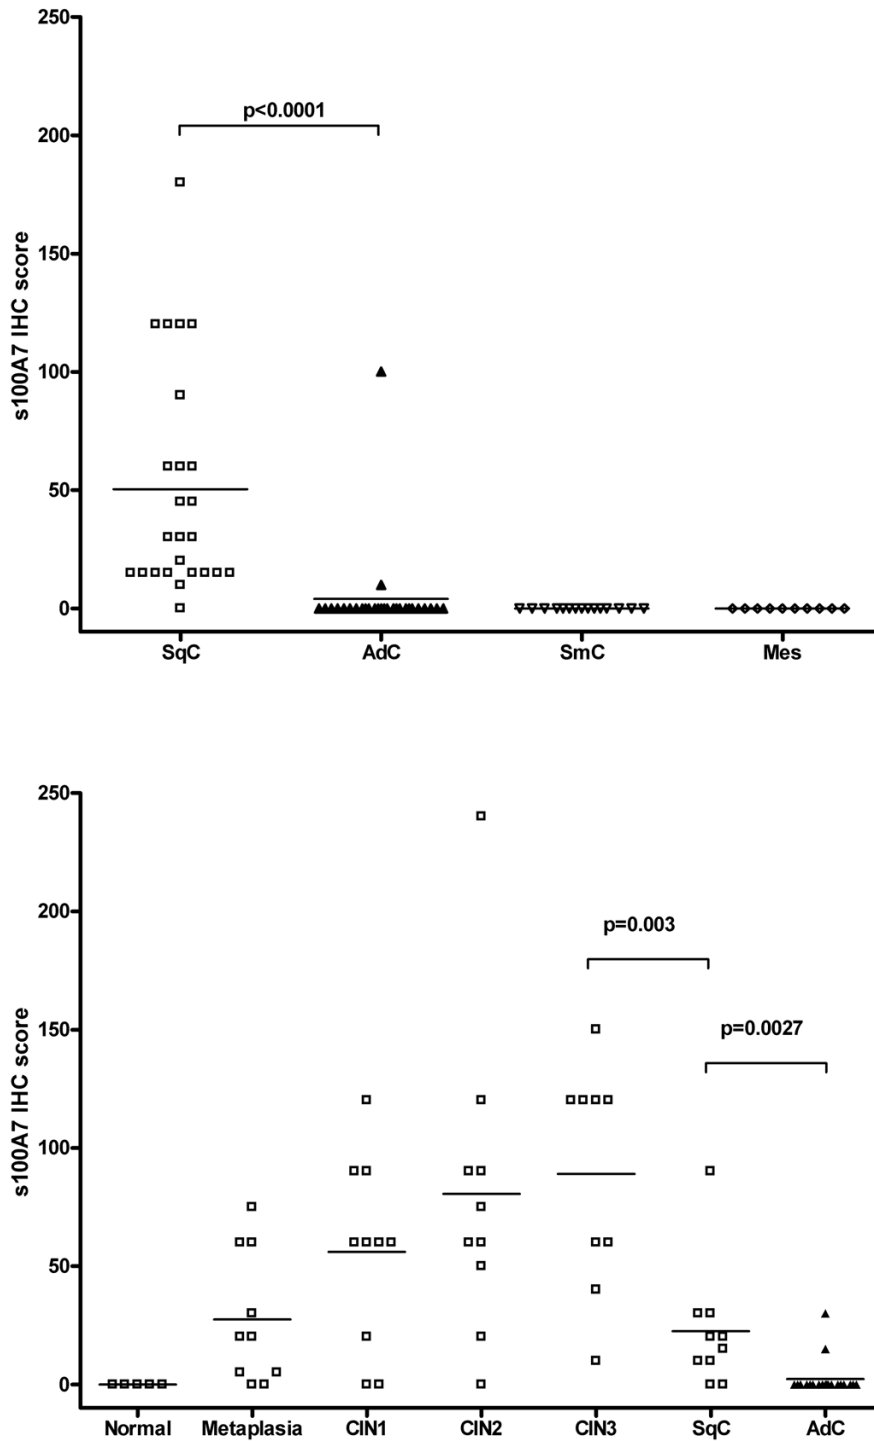 250
p<0.0001
200
150
s100A7 IHC score
100
50
0
SqC AdC SmC Mes
250
200
p=0.003
p=0.0027
150
s100A7 IHC score
100
50
0
Normal Metaplasia CIN1 CIN2 CIN3 SqC AdC